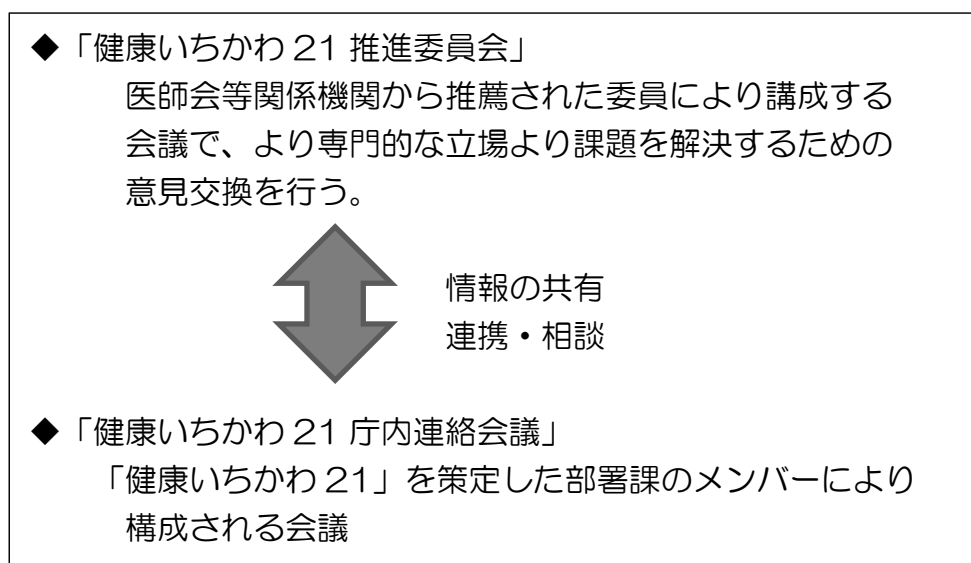 ◆「健康いちかわ 21 推進委員会」
医師会等関係機関から推薦された委員により構成する
会議で、より専門的な立場より課題を解決するための
意見交換を行う。
情報の共有
連携・相談
◆「健康いちかわ 21 庁内連絡会議」
「健康いちかわ 21」を策定した部署課のメンバーにより
構成される会議